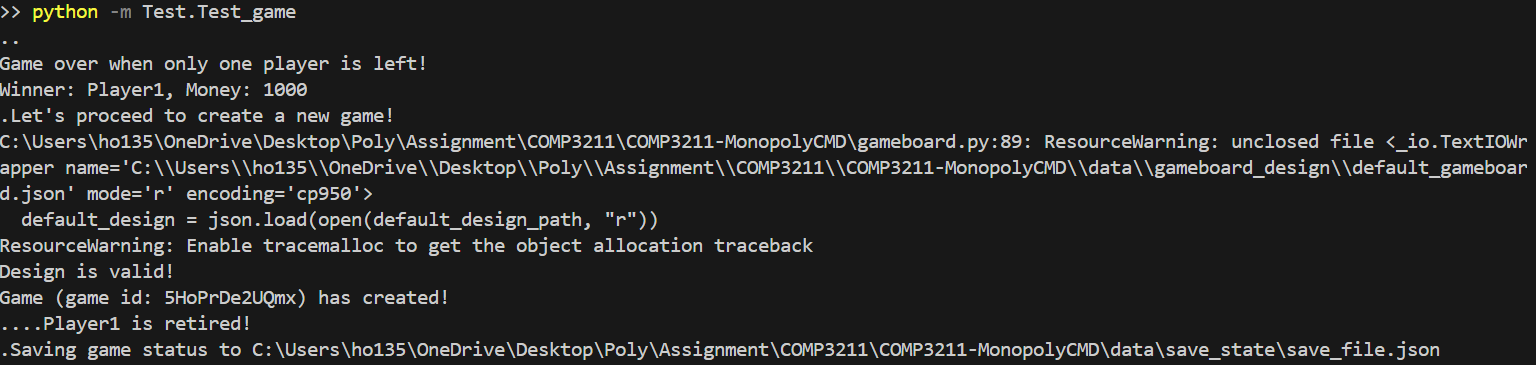 >> python -m Test.Test_game
..
Game over when only one player is left!
Winner: Player1, Money: 1000
.Let's proceed to create a new game!
C:\Users\ho135\OneDrive\Desktop\Poly\Assignment\COMP3211\COMP3211-MonopolyCMD\gameboard.py:89: ResourceWarning: unclosed file <_io.TextIOWr
apper name='C:\\Users\\ho135\\OneDrive\\Desktop\\Poly\\Assignment\\COMP3211\\COMP3211-MonopolyCMD\\data\\gameboard_design\\default_gameboar
d.json' mode='r' encoding='cp950'>
  default_design = json.load(open(default_design_path, "r"))
ResourceWarning: Enable tracemalloc to get the object allocation traceback
Design is valid!
Game (game id: 5HoPrDe2UQmx) has created!
....Player1 is retired!
.Saving game status to C:\Users\ho135\OneDrive\Desktop\Poly\Assignment\COMP3211\COMP3211-MonopolyCMD\data\save_state\save_file.json